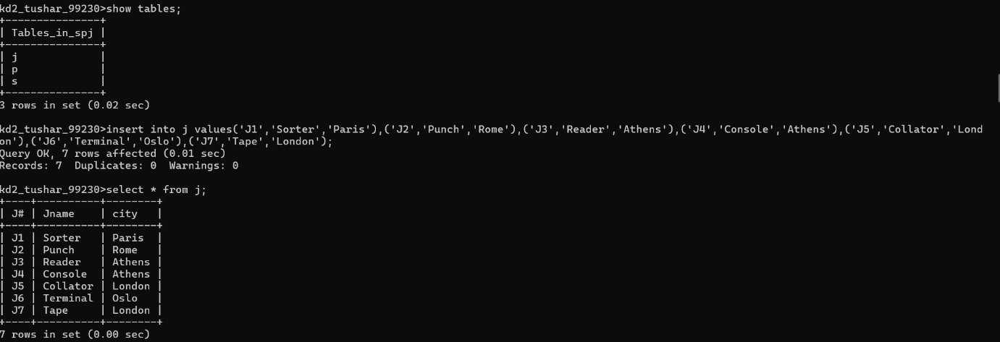 kd2_tushar_99230>show tables;
+---------------+
| Tables_in_spj |
+---------------+
| j             |
| p             |
| s             |
+---------------+
3 rows in set (0.02 sec)
kd2_tushar_99230>insert into j values('J1','Sorter','Paris'),('J2','Punch','Rome'),('J3','Reader','Athens'),('J4','Console','Athens'),('J5','Collator','Lond
on'),('J6','Terminal','Oslo'),('J7','Tape','London');
Query OK, 7 rows affected (0.01 sec)
Records: 7  Duplicates: 0  Warnings: 0
kd2_tushar_99230>select * from j;
+----+----------+--------+
| J# | Jname    | city   |
+----+----------+--------+
| J1 | Sorter   | Paris  |
| J2 | Punch    | Rome   |
| J3 | Reader   | Athens |
| J4 | Console  | Athens |
| J5 | Collator | London |
| J6 | Terminal | Oslo   |
| J7 | Tape     | London |
+----+----------+--------+
7 rows in set (0.00 sec)